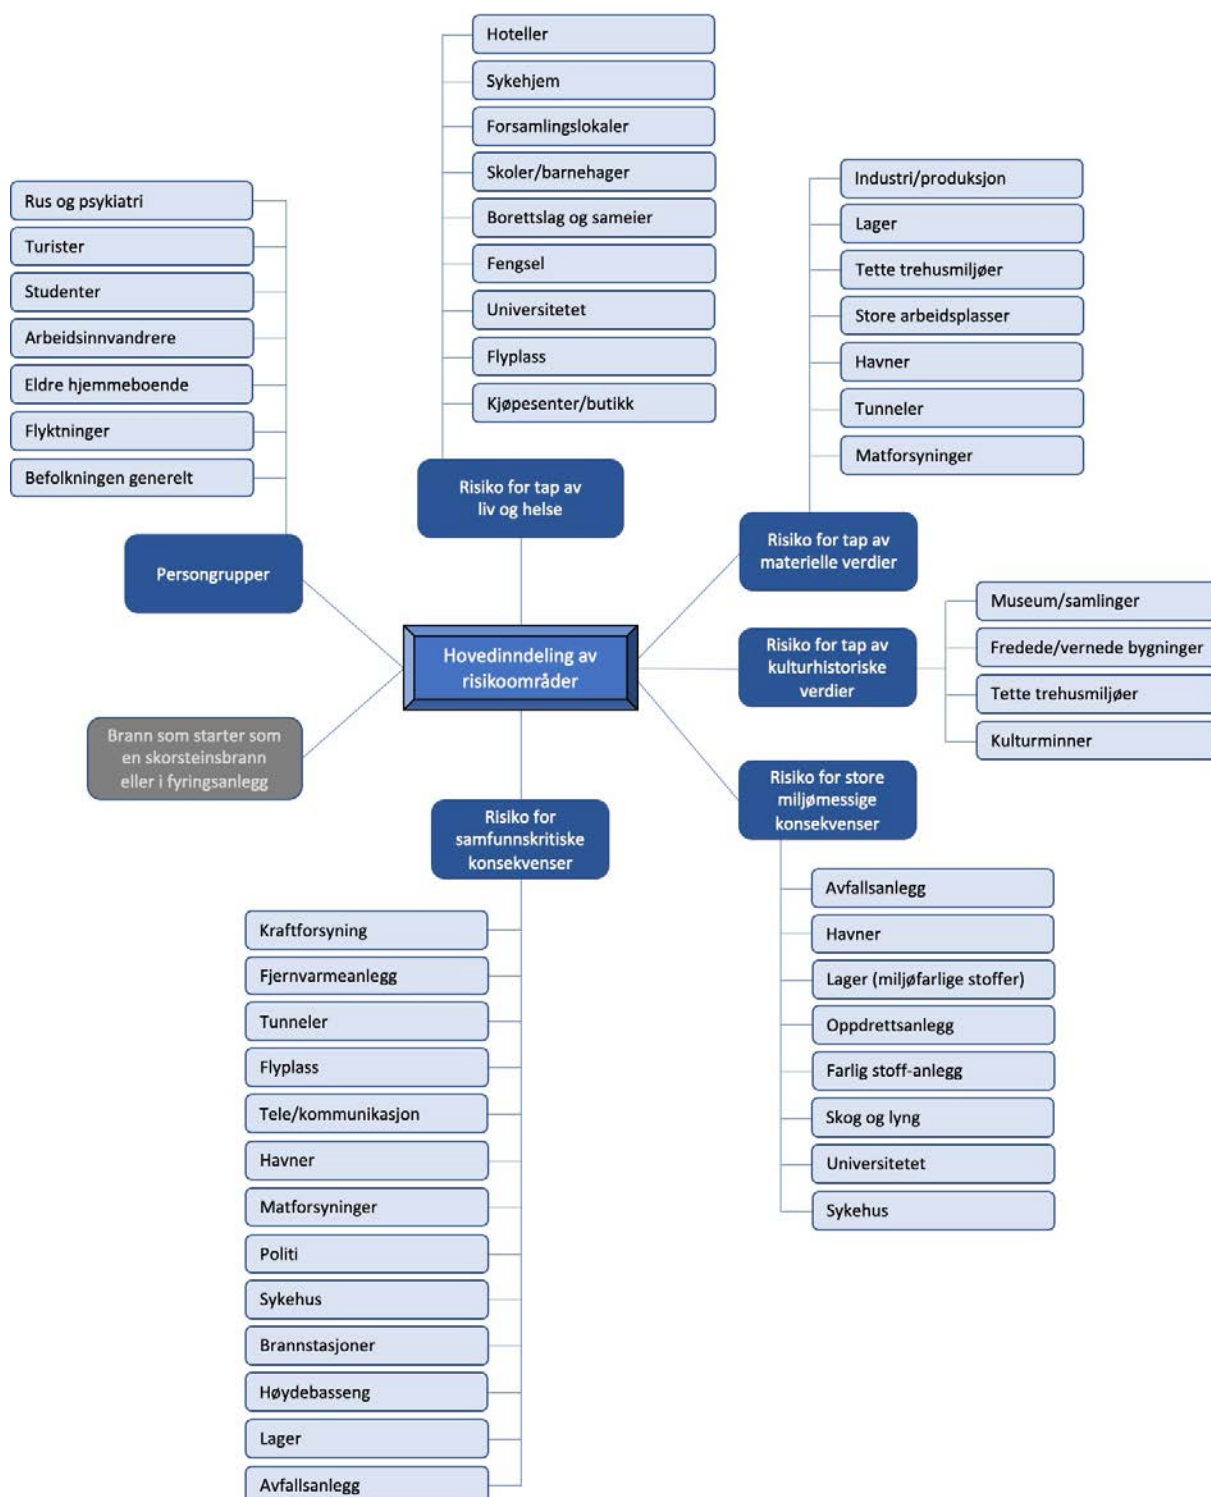 Hoteller
Sykehjem
Forsamlingslokaler
Skoler/barnehager
Borettslag og sameier
Fengsel
Universitetet
Flyplass
Kjøpesenter/butikk
Risiko for tap av
liv og helse
Rus og psykiatri
Turister
Studenter
Arbeidsinnvandrere
Eldre hjemmeboende
Flyktninger
Befolkningen generelt
Persongrupper
Industri/produksjon
Lager
Tette trehusmiljøer
Store arbeidsplasser
Havner
Tunneler
Matforsyninger
Risiko for tap av
materielle verdier
Hovedinndeling av
risikoområder
Risiko for tap av
kulturhistoriske
verdier
Museum/samlinger
Fredede/vernede bygninger
Tette trehusmiljøer
Kulturminner
Brann som starter som
en skorsteinsbrann
eller i fyringsanlegg
Risiko for
samfunnskritiske
konsekvenser
Kraftforsyning
Fjernvarmeanlegg
Tunneler
Flyplass
Tele/kommunikasjon
Havner
Matforsyninger
Politi
Sykehus
Brannstasjoner
Høydebasseng
Lager
Avfallsanlegg
Risiko for store
miljømessige
konsekvenser
Avfallsanlegg
Havner
Lager (miljøfarlige stoffer)
Oppdrettsanlegg
Farlig stoff-anlegg
Skog og lyng
Universitetet
Sykehus